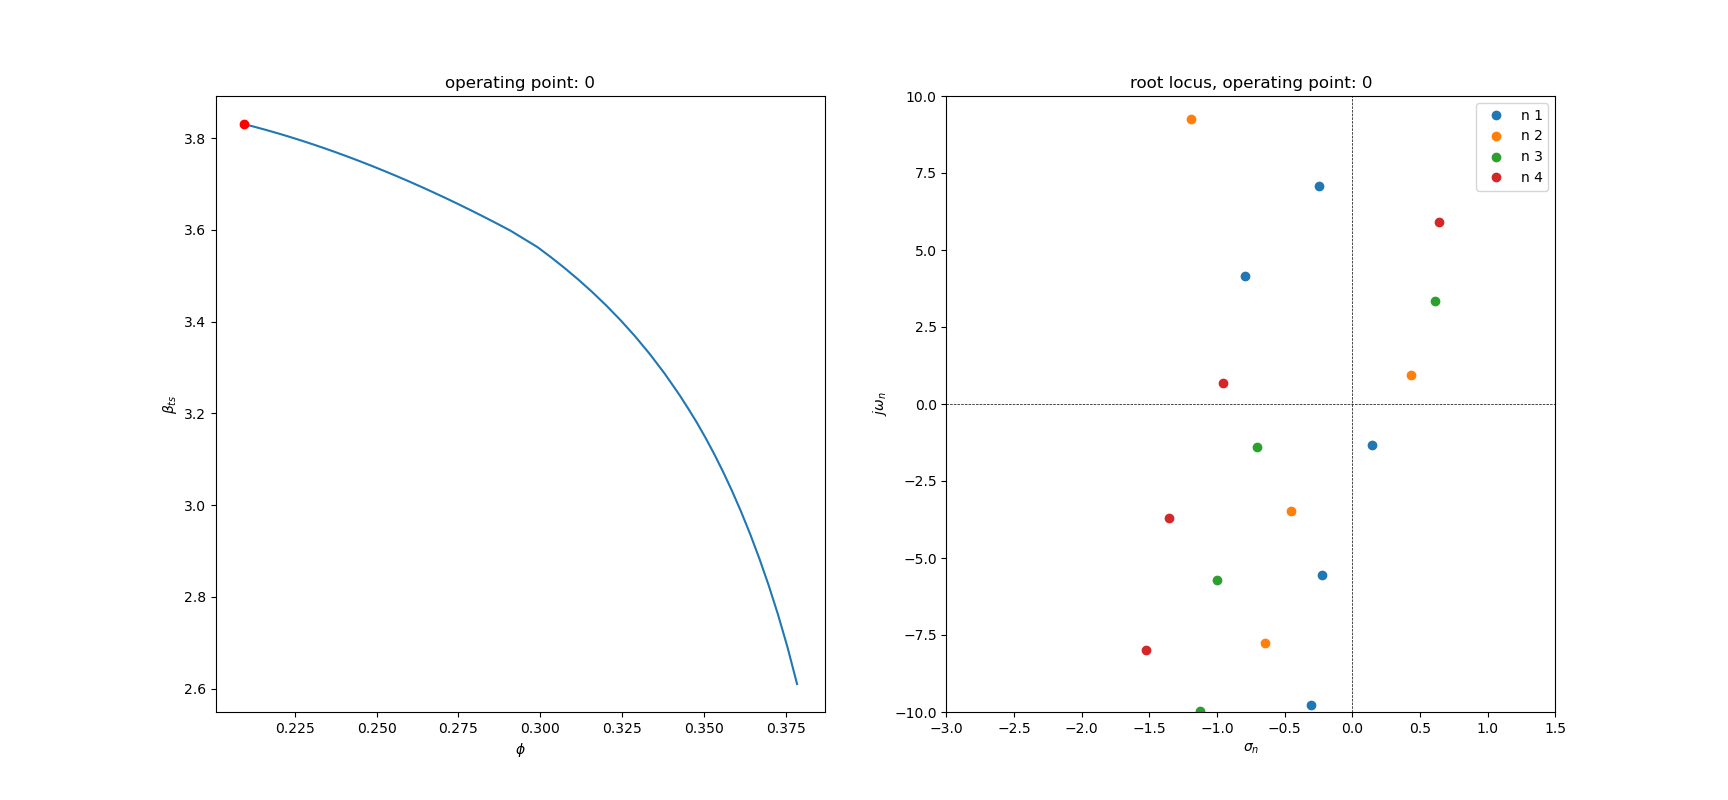 operating point: 0
3.8
3.6
3.4
3.2
3.0
2.8
2.6
β_ts
0.225 0.250 0.275 0.300 0.325 0.350 0.375
ϕ
root locus, operating point: 0
10.0
7.5
5.0
2.5
0.0
−2.5
−5.0
−7.5
−10.0
jω_n
−3.0 −2.5 −2.0 −1.5 −1.0 −0.5 0.0 0.5 1.0 1.5
σ_n
n 1
n 2
n 3
n 4